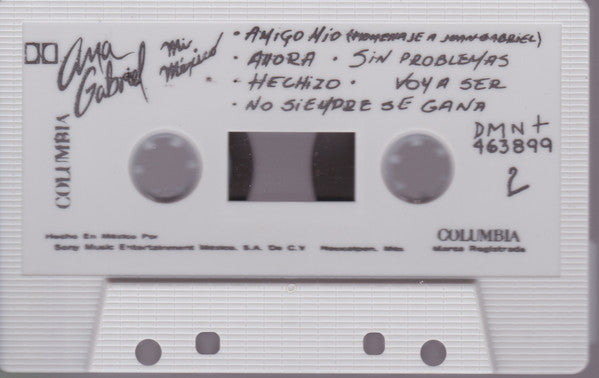 Ana Gabriel
Mi México
• AMIGO MIO (HOMENAJE A JUAN GABRIEL)
• AHORA • SIN PROBLEMAS
• HECHIZO • VOY A SER
• NO SIEMPRE SE GANA
DMN+
463899
2
COLUMBIA
Hecho En México Por
Sony Music Entertainment México, S.A. De C.V. Naucalpan, Méx.
COLUMBIA
Marca Registrada